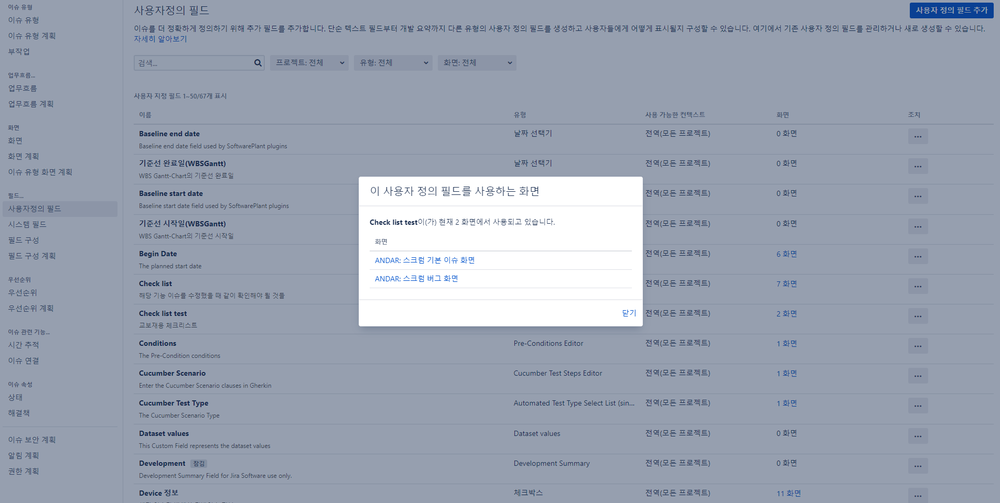 이슈 유형
이슈 유형
이슈 유형 계획
부작업
업무흐름...
업무흐름
업무흐름 계획
화면
화면
화면 계획
이슈 유형 화면 계획
필드...
사용자정의 필드
시스템 필드
필드 구성
필드 구성 계획
우선순위
우선순위
우선순위 계획
이슈 관련 기능...
시간 추적
이슈 연결
이슈 속성
상태
해결책
이슈 보안 계획
알림 계획
권한 계획
사용자정의 필드
사용자 정의 필드 추가
이슈를 더 정확하게 정의하기 위해 추가 필드를 추가합니다. 단순 텍스트 필드부터 개발 요약까지 다른 유형의 사용자 정의 필드를 생성하고 사용자들에게 어떻게 표시될지 구성할 수 있습니다. 여기에서 기존 사용자 정의 필드를 관리하거나 새로 생성할 수 있습니다.
자세히 알아보기
검색... 프로젝트: 전체 유형: 전체 화면: 전체
사용자 지정 필드 1~50/67개 표시
이름 유형 사용 가능한 컨텍스트 화면 조치
Baseline end date 날짜 선택기 전역(모든 프로젝트) 0 화면
Baseline end date field used by SoftwarePlant plugins
기준선 완료일(WBSGantt) 날짜 선택기 전역(모든 프로젝트) 0 화면
WBS Gantt-Chart의 기준선 완료일
Baseline start date 전역(모든 프로젝트) 0 화면
Baseline start date field used by SoftwarePlant plugins
기준선 시작일(WBSGantt) 전역(모든 프로젝트) 0 화면
WBS Gantt-Chart의 기준선 시작일
Begin Date 전역(모든 프로젝트) 6 화면
The planned start date
Check list 전역(모든 프로젝트) 7 화면
해당 기능 이슈를 수정했을 때 같이 확인해야 될 것들
Check list test 전역(모든 프로젝트) 2 화면
교보재용 체크리스트
Conditions Pre-Conditions Editor 전역(모든 프로젝트) 1 화면
The Pre-Condition conditions
Cucumber Scenario Cucumber Test Steps Editor 전역(모든 프로젝트) 1 화면
Enter the Cucumber Scenario clauses in Gherkin
Cucumber Test Type Automated Test Type Select List (sin... 전역(모든 프로젝트) 1 화면
The Cucumber Scenario Type
Dataset values Dataset values 전역(모든 프로젝트) 0 화면
This Custom Field represents the dataset values
Development 잠김 Development Summary 전역(모든 프로젝트) 0 화면
Development Summary Field for Jira Software use only.
Device 정보 체크박스 전역(모든 프로젝트) 11 화면
이 사용자 정의 필드를 사용하는 화면
Check list test이(가) 현재 2 화면에서 사용되고 있습니다.
화면
ANDAR: 스크럼 기본 이슈 화면
ANDAR: 스크럼 버그 화면
닫기